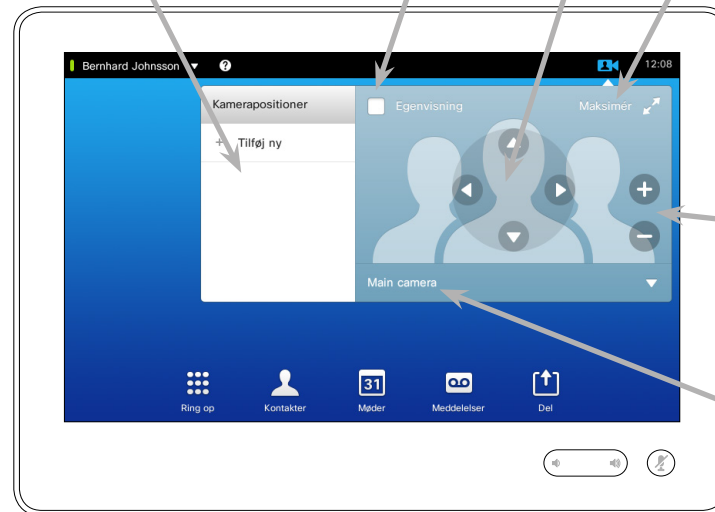 Bernhard Johnsson ? 12:08
Kamerapositioner
Egenvisning
Maksimér
+ Tilføj ny
Main camera
31
Ring op
Kontakter
Møder
Meddelelser
Del